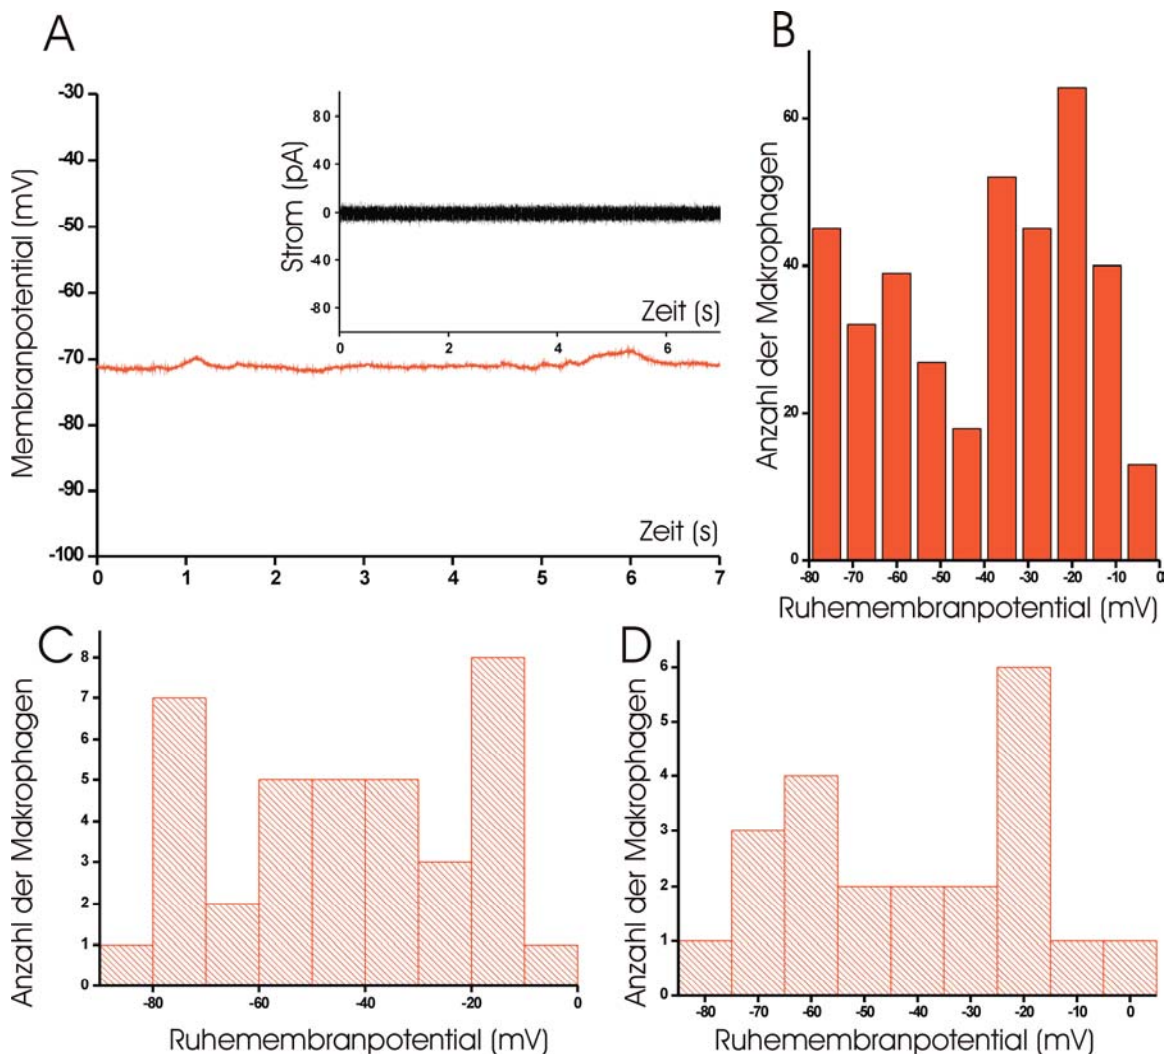 A
Membranpotential (mV)
-30
-40
-50
-60
-70
-80
-90
-100
0 1 2 3 4 5 6 7
Zeit (s)
Strom (pA)
80
40
0
-40
-80
0 2 4 6
Zeit (s)
B
Anzahl der Makrophagen
60
40
20
0
-80 -70 -60 -50 -40 -30 -20 -10
Ruhemembranpotential (mV)
C
Anzahl der Makrophagen
8
7
6
5
4
3
2
1
0
-80 -60 -40 -20 0
Ruhemembranpotential (mV)
D
Anzahl der Makrophagen
6
5
4
3
2
1
0
-80 -70 -60 -50 -40 -30 -20 -10 0
Ruhemembranpotential (mV)